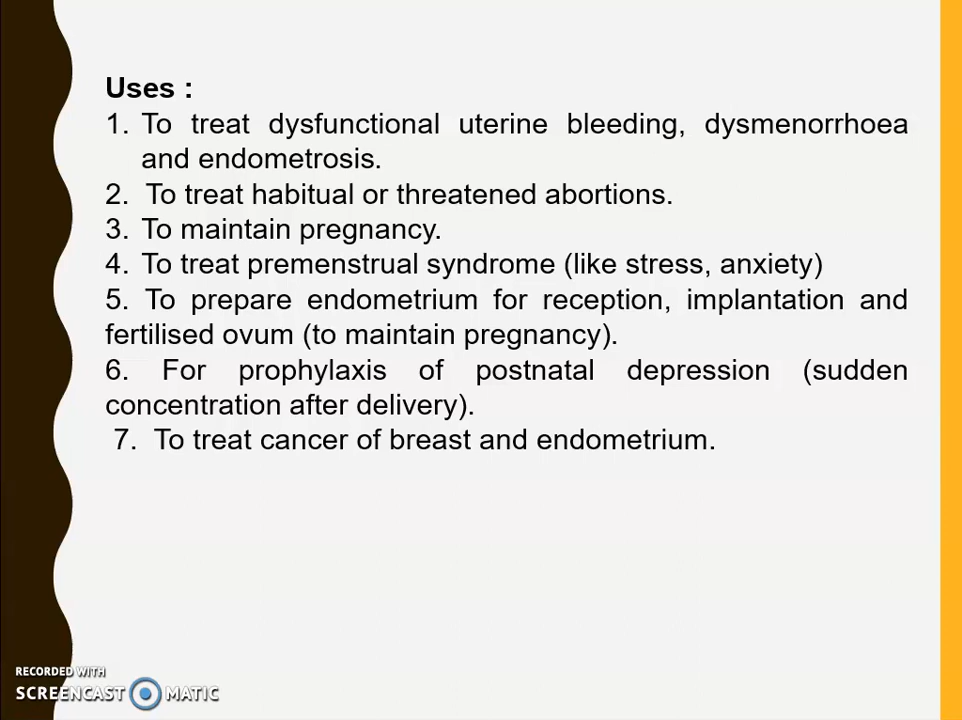 Uses :
1. To treat dysfunctional uterine bleeding, dysmenorrhoea
and endometrosis.
2. To treat habitual or threatened abortions.
3. To maintain pregnancy.
4. To treat premenstrual syndrome (like stress, anxiety)
5. To prepare endometrium for reception, implantation and
fertilised ovum (to maintain pregnancy).
6. For prophylaxis of postnatal depression (sudden
concentration after delivery).
7. To treat cancer of breast and endometrium.
RECORDED WITH
SCREENCAST MATIC